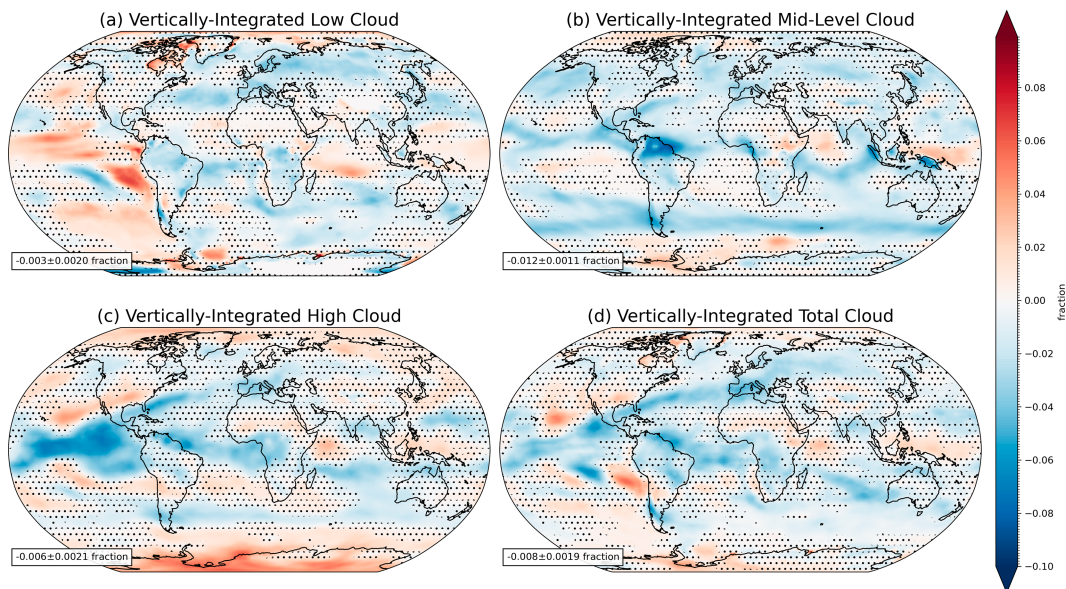 (a) Vertically-Integrated Low Cloud
(b) Vertically-Integrated Mid-Level Cloud
-0.003±0.0020 fraction
-0.012±0.0011 fraction
(c) Vertically-Integrated High Cloud
(d) Vertically-Integrated Total Cloud
-0.006±0.0021 fraction
-0.008±0.0019 fraction
0.08
0.06
0.04
0.02
0.00
−0.02
−0.04
−0.06
−0.08
−0.10
fraction